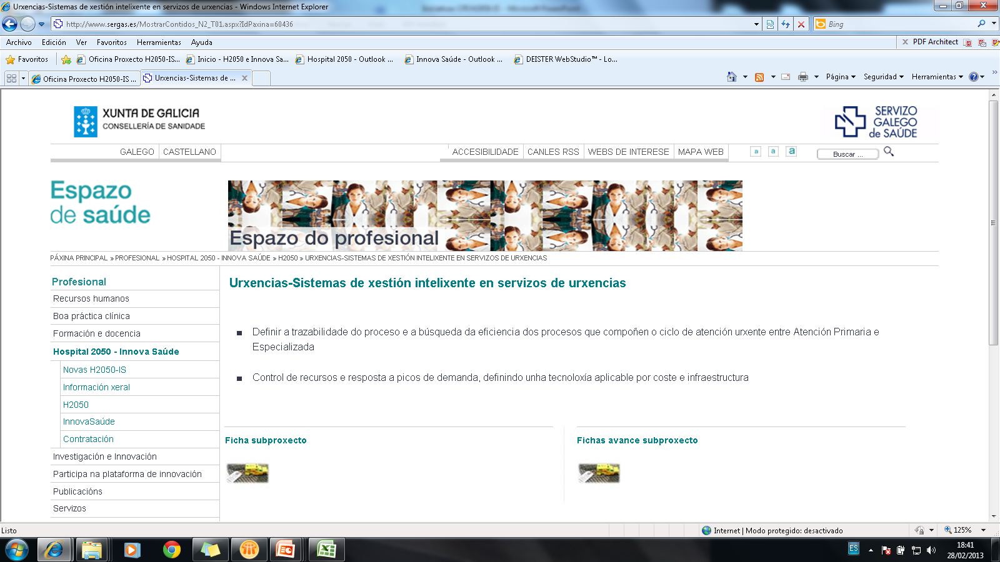 Urxencias-Sistemas de xestión intelixente en servizos de urxencias - Windows Internet Explorer
http://www.sergas.es/MostrarContidos_N2_T01.aspx?IdPaxina=60436
Bing
Archivo Edición Ver Favoritos Herramientas Ayuda
PDF Architect
Favoritos
Oficina Proxecto H2050-IS...
Inicio - H2050 e Innova Sa...
Hospital 2050 - Outlook ...
Innova Saúde - Outlook ...
DEISTER WebStudio™ - Lo...
Oficina Proxecto H2050-IS ...
Urxencias-Sistemas de ...
Página Seguridad Herramientas
XUNTA DE GALICIA
CONSELLERÍA DE SANIDADE
SERVIZO
GALEGO
de SAÚDE
GALEGO CASTELLANO
ACCESIBILIDADE CANLES RSS WEBS DE INTERESE MAPA WEB
a a a
Buscar ...
Espazo
de saúde
Espazo do profesional
PÁXINA PRINCIPAL » PROFESIONAL » HOSPITAL 2050 - INNOVA SAÚDE » H2050 » URXENCIAS-SISTEMAS DE XESTIÓN INTELIXENTE EN SERVIZOS DE URXENCIAS
Profesional
Recursos humanos
Boa práctica clínica
Formación e docencia
Hospital 2050 - Innova Saúde
Novas H2050-IS
Información xeral
H2050
InnovaSaúde
Contratación
Investigación e Innovación
Participa na plataforma de innovación
Publicacións
Servizos
Urxencias-Sistemas de xestión intelixente en servizos de urxencias
Definir a trazabilidade do proceso e a búsqueda da eficiencia dos procesos que compoñen o ciclo de atención urxente entre Atención Primaria e
Especializada
Control de recursos e resposta a picos de demanda, definindo unha tecnoloxía aplicable por coste e infraestructura
Ficha subproxecto
Fichas avance subproxecto
Listo
Internet | Modo protegido: desactivado
125%
ES
18:41
28/02/2013